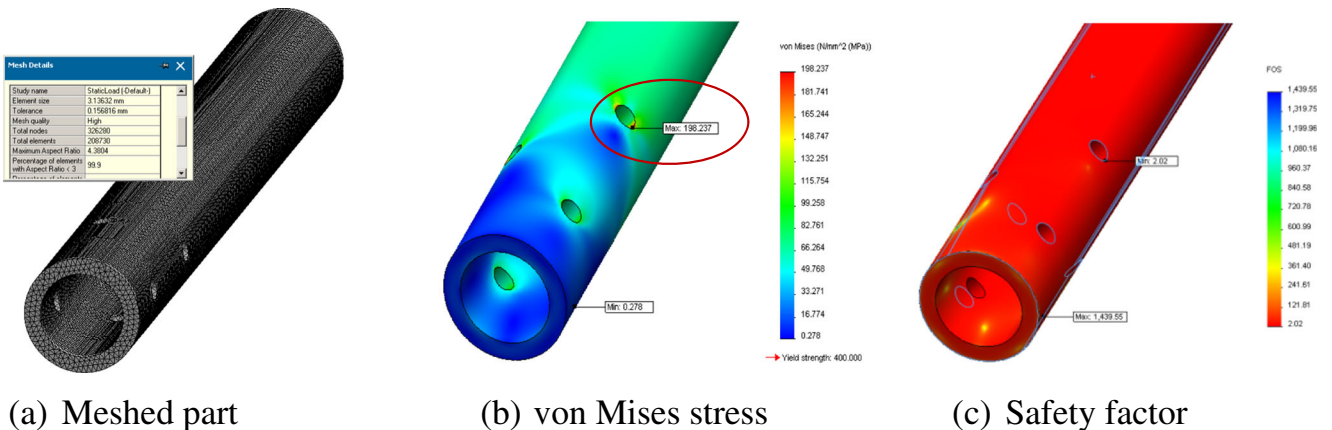 Mesh Details
Study name StaticLoad (-Default-)
Element size 3.13632 mm
Tolerance 0.156816 mm
Mesh quality High
Total nodes 326280
Total elements 208730
Maximum Aspect Ratio 4.3804
Percentage of elements
with Aspect Ratio < 3 99.9
Percentage of elements
von Mises (N/mm^2 (MPa))
198.237
181.740
165.244
148.747
132.251
115.754
99.258
82.761
66.264
49.768
33.271
16.774
0.278
Yield strength: 400.000
Max: 198.237
Min: 0.278
FOS
1,439.55
1,319.75
1,199.96
1,080.16
960.37
840.58
720.78
600.99
481.19
361.40
241.61
121.81
2.02
Min: 2.02
Max: 1,439.55
(a) Meshed part
(b) von Mises stress
(c) Safety factor